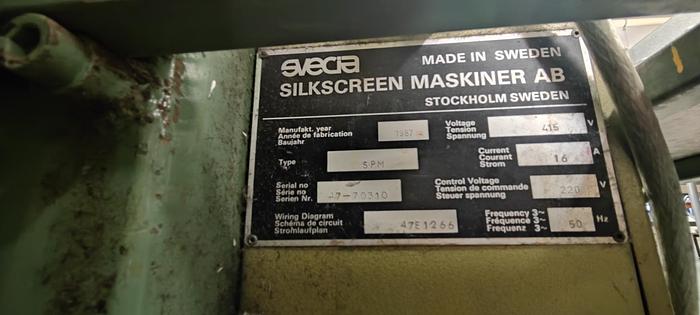 svecia
MADE IN SWEDEN
SILKSCREEN MASKINER AB
STOCKHOLM SWEDEN
Manufakt. year
Année de fabrication
Baujahr
1987
Type
SPM
Serial no
Série no
Serien Nr.
47-70310
Wiring Diagram
Schéma de circuit
Stromlaufplan
47E1266
Voltage
Tension
Spannung
415 V
Current
Courant
Strom
16 A
Control Voltage
Tension de commande
Steuer spannung
220 V
Frequency 3~
Fréquence 3~
Frequenz 3~
50 Hz